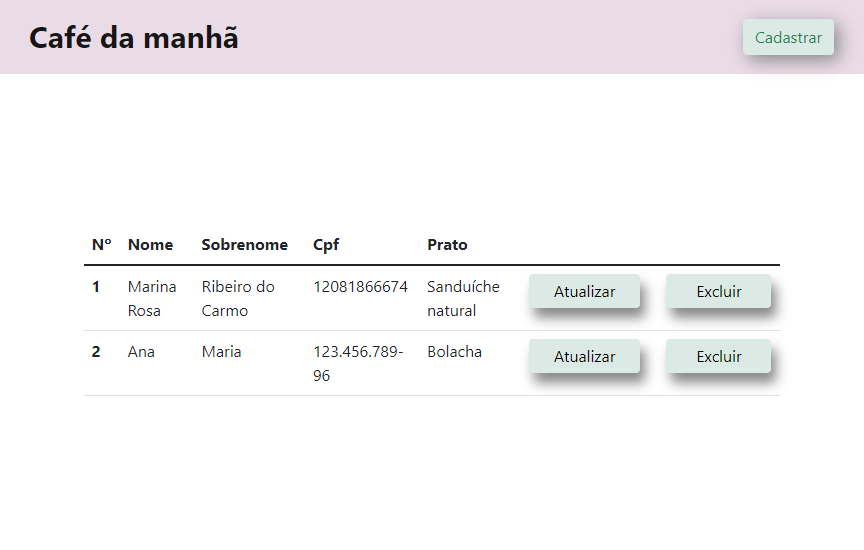 Café da manhã
Cadastrar
Nº Nome Sobrenome Cpf Prato
1 Marina Ribeiro do 12081866674 Sanduíche Atualizar Excluir
Rosa Carmo natural
2 Ana Maria 123.456.789- Bolacha Atualizar Excluir
96